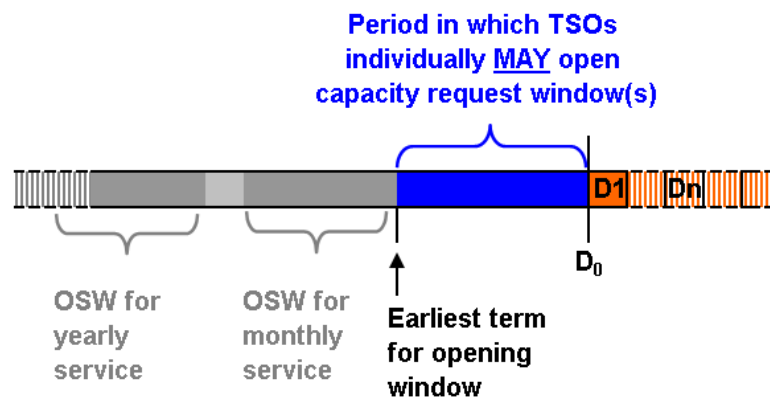 Period in which TSOs
individually MAY open
capacity request window(s)
D1
Dn
D0
OSW for
yearly
service
OSW for
monthly
service
Earliest term
for opening
window